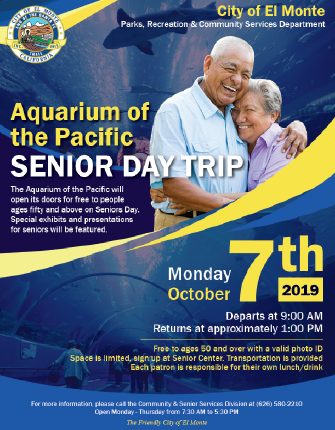 City of El Monte
Parks, Recreation & Community Services Department
CITY OF EL MONTE
CALIFORNIA
Aquarium of
the Pacific
SENIOR DAY TRIP
The Aquarium of the Pacific will
open its doors for free to people
ages fifty and above on Seniors Day.
Special exhibits and presentations
for seniors will be featured.
Monday
October
7th
2019
Departs at 9:00 AM
Returns at approximately 1:00 PM
Free to ages 50 and over with a valid photo ID
Space is limited, sign up at Senior Center. Transportation is provided
Each patron is responsible for their own lunch/drink
For more information, please call the Community & Senior Services Division at (626) 580-2210
Open Monday - Thursday from 7:30 AM to 5:30 PM
The Friendly City of El Monte